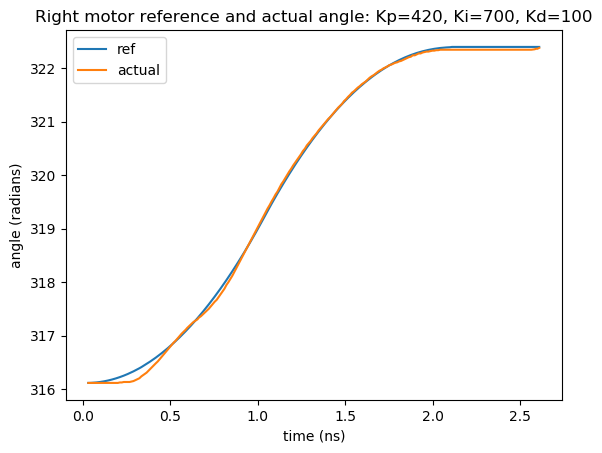 Right motor reference and actual angle: Kp=420, Ki=700, Kd=100
ref
actual
322
321
320
319
318
317
316
angle (radians)
0.0 0.5 1.0 1.5 2.0 2.5
time (ns)